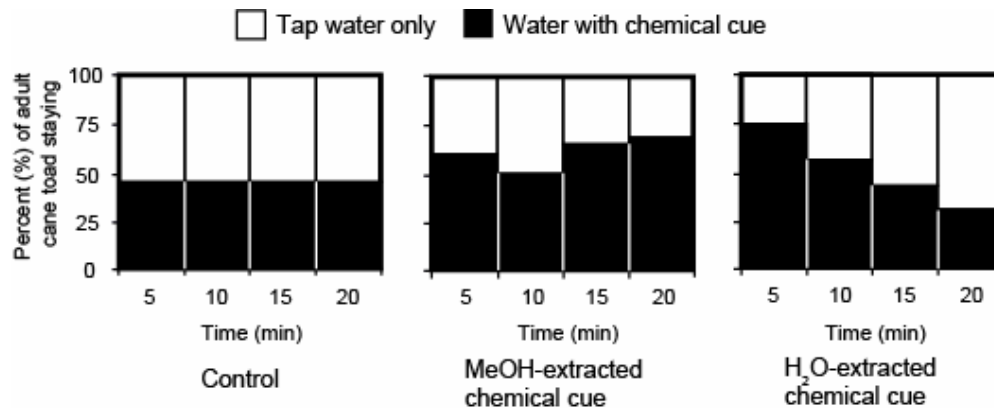 Tap water only Water with chemical cue
Percent (%) of adult
cane toad staying
100
75
50
25
0
5 10 15 20
Time (min)
Control
5 10 15 20
Time (min)
MeOH-extracted
chemical cue
5 10 15 20
Time (min)
H₂O-extracted
chemical cue